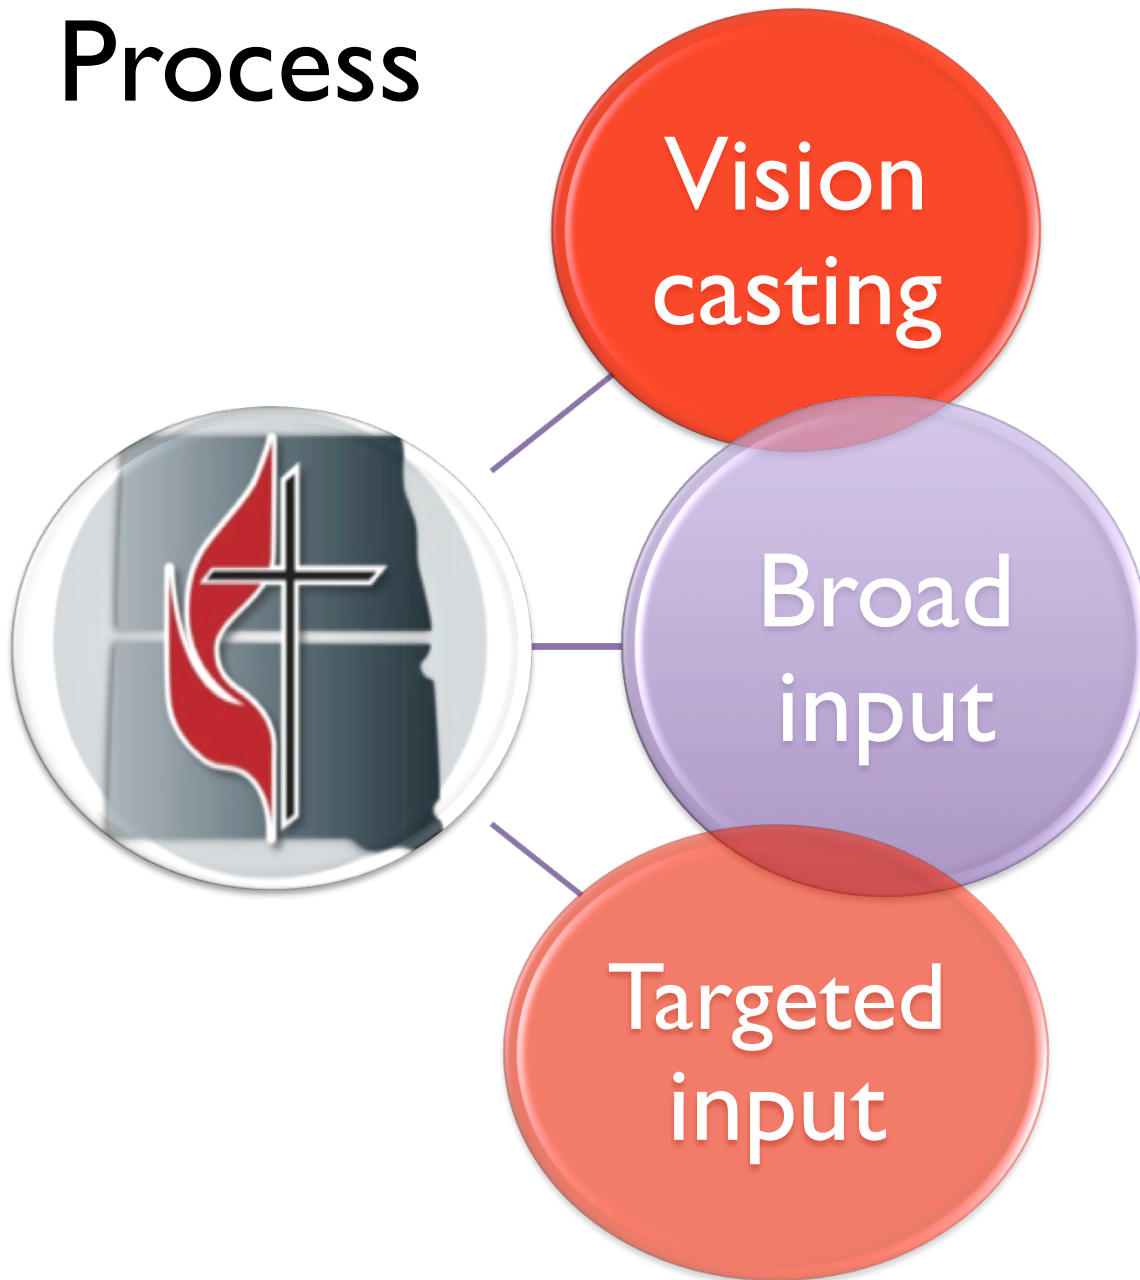 Process
Vision
casting
Broad
input
Targeted
input